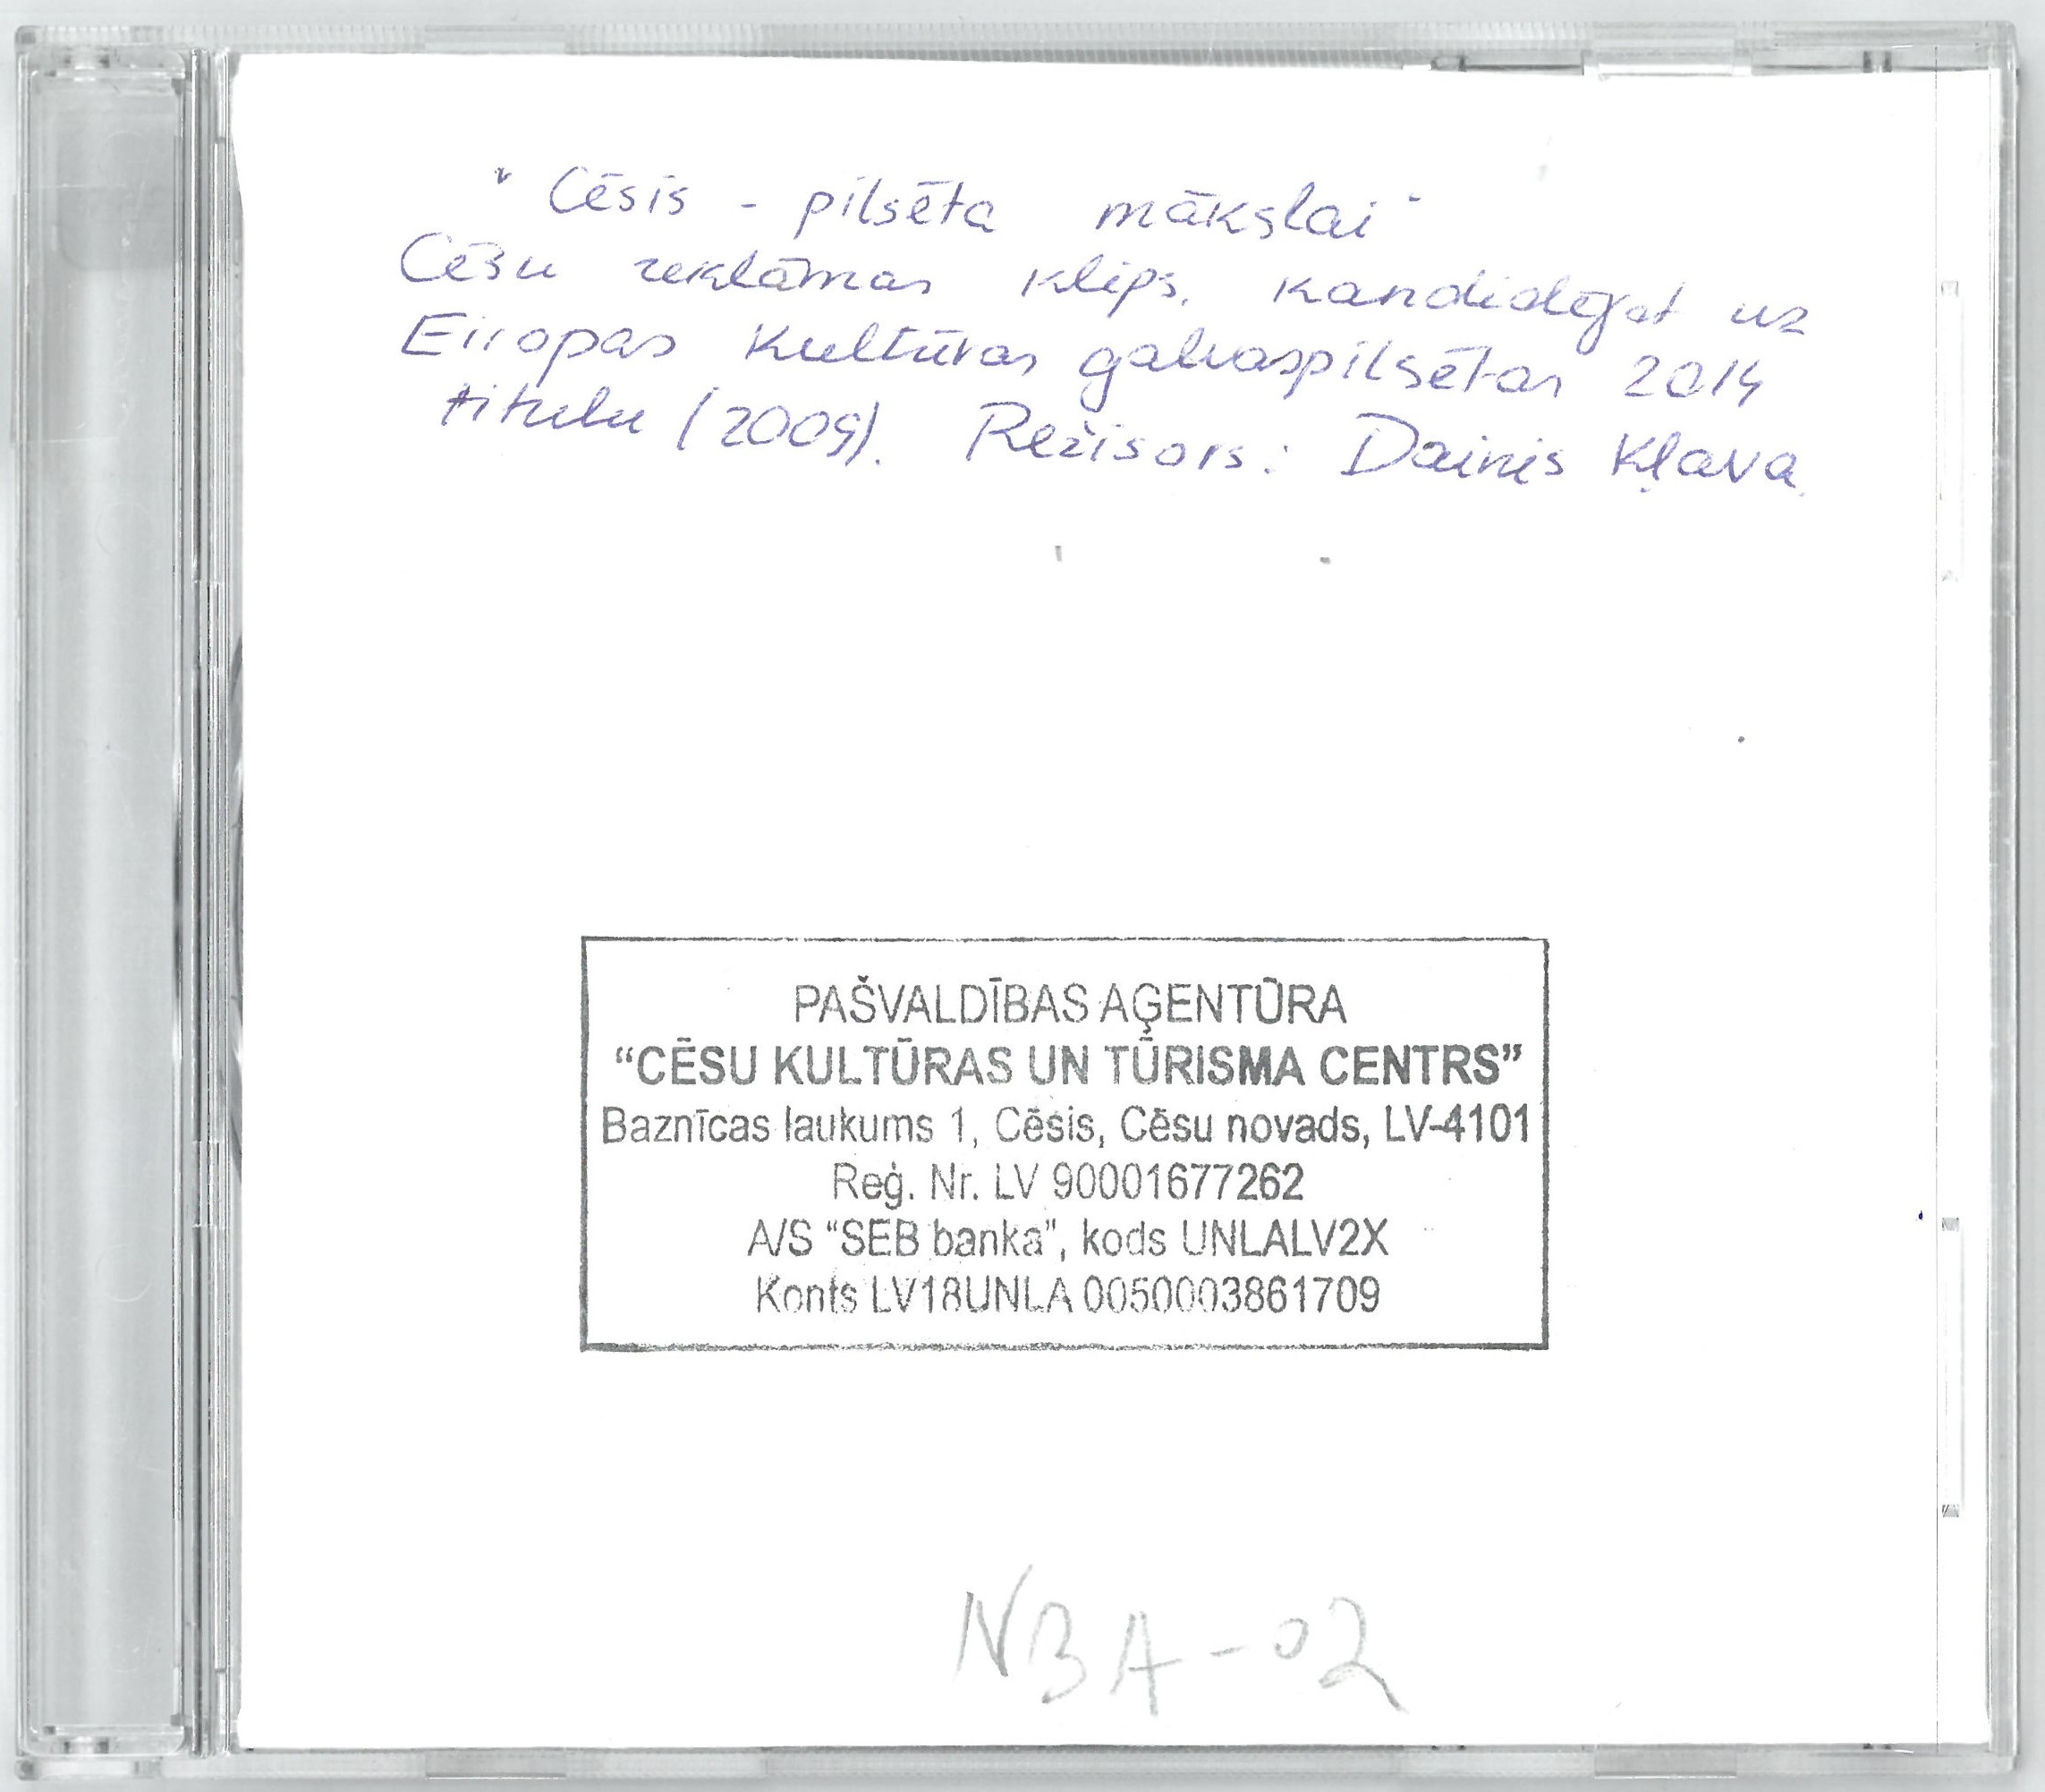 "Cēsis - pilsēta mākslai"
Cēsu reklāmas klips, kandidējot uz
Eiropas Kultūras galvaspilsētas 2014
titulu (2009). Režisors: Dainis Kļava.
PAŠVALDĪBAS AĢENTŪRA
“CĒSU KULTŪRAS UN TŪRISMA CENTRS”
Baznīcas laukums 1, Cēsis, Cēsu novads, LV-4101
Reģ. Nr. LV 90001677262
A/S “SEB banka”, kods UNLALV2X
Konts LV18UNLA 0050003861709
NBA-02